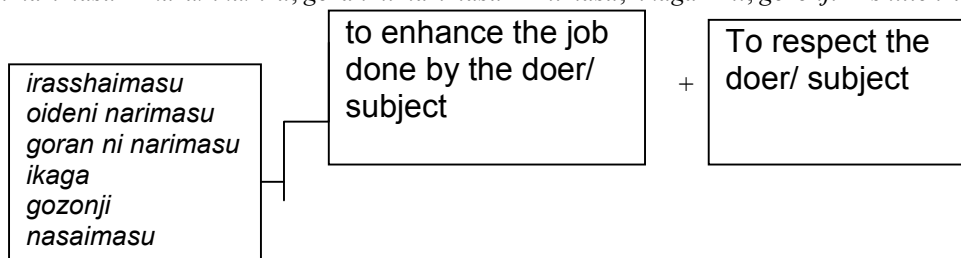 to enhance the job
done by the doer/
subject
+
To respect the
doer/ subject
irasshaimasu
oideni narimasu
goran ni narimasu
ikaga
gozonji
nasaimasu